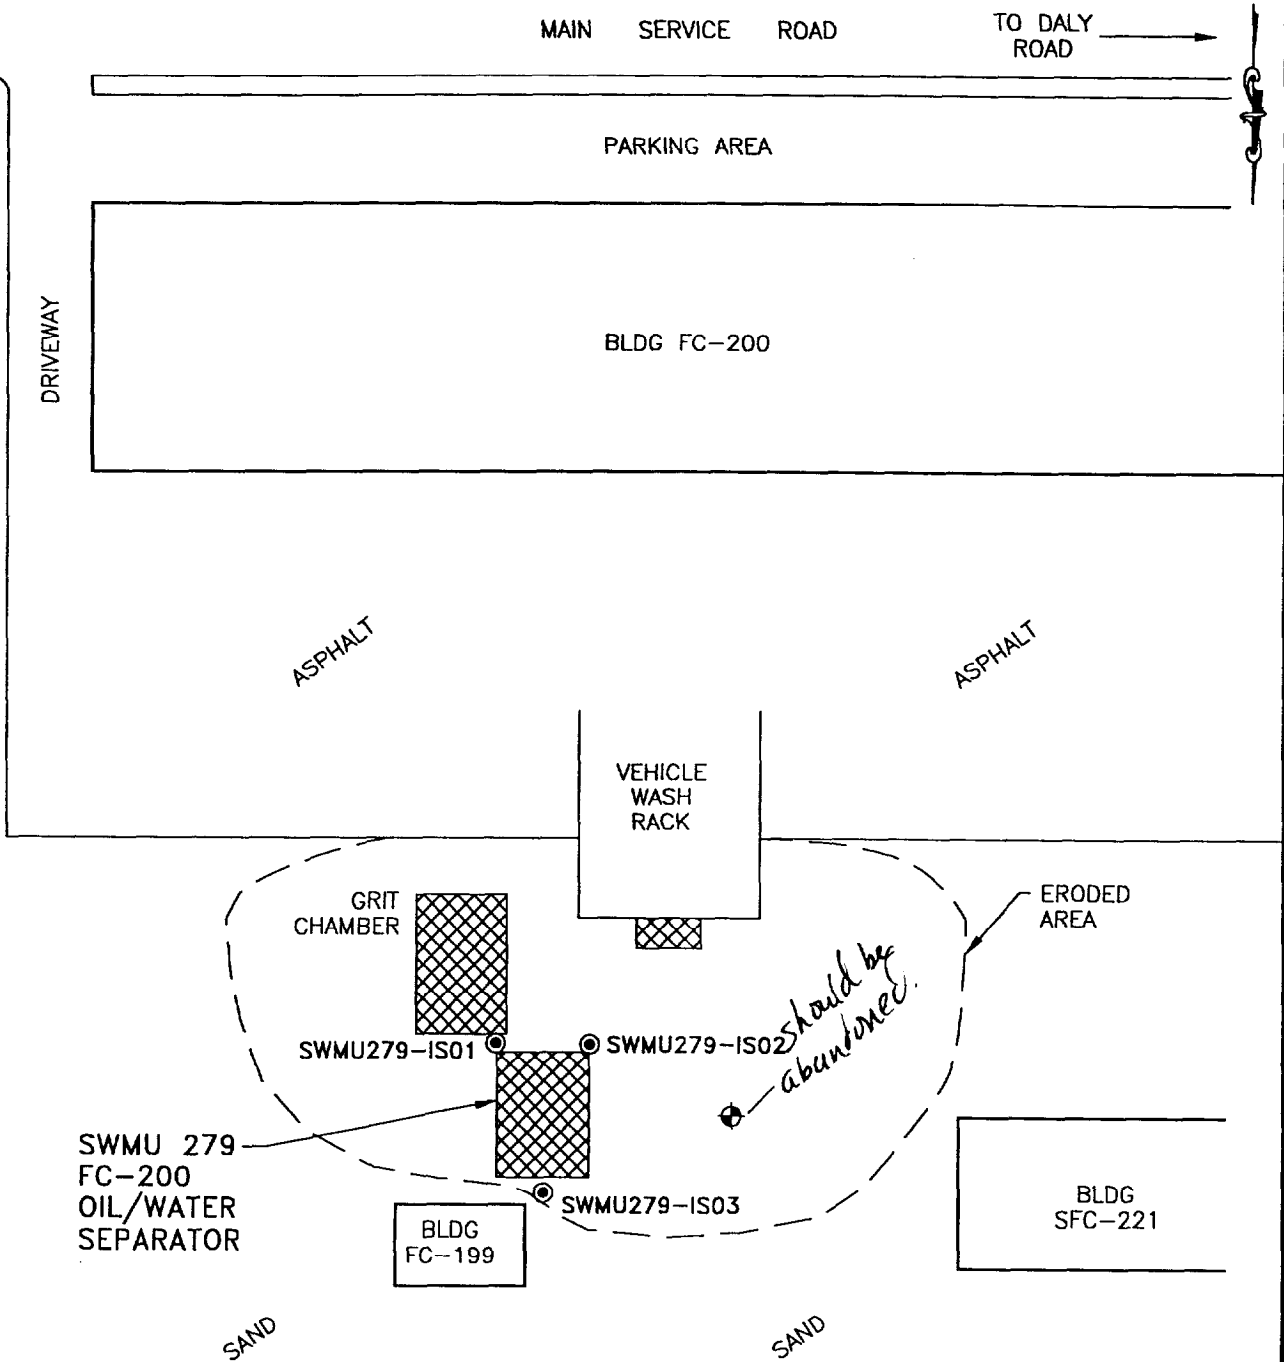 MAIN SERVICE ROAD
TO DALY
ROAD
PARKING AREA
DRIVEWAY
BLDG FC-200
ASPHALT
ASPHALT
VEHICLE
WASH
RACK
GRIT
CHAMBER
ERODED
AREA
should be
abandoned.
SWMU279-IS01
SWMU279-IS02
SWMU 279
FC-200
OIL/WATER
SEPARATOR
SWMU279-IS03
BLDG
FC-199
BLDG
SFC-221
SAND
SAND